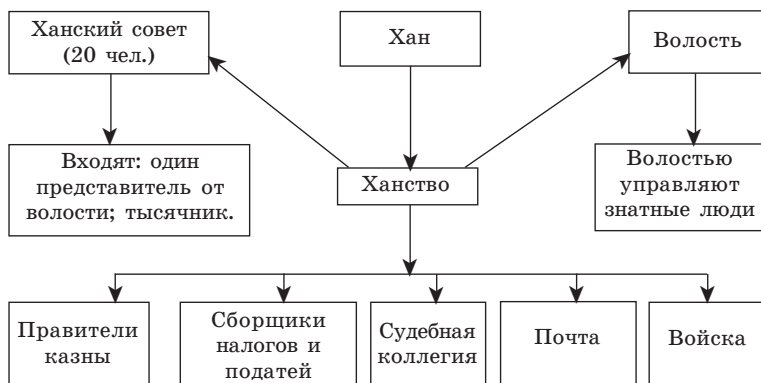 Ханский совет
(20 чел.)
Хан
Волость
Входят: один
представитель от
волости; тысячник.
Ханство
Волостью
управляют
знатные люди
Правители
казны
Сборщики
налогов и
податей
Судебная
коллегия
Почта
Войска